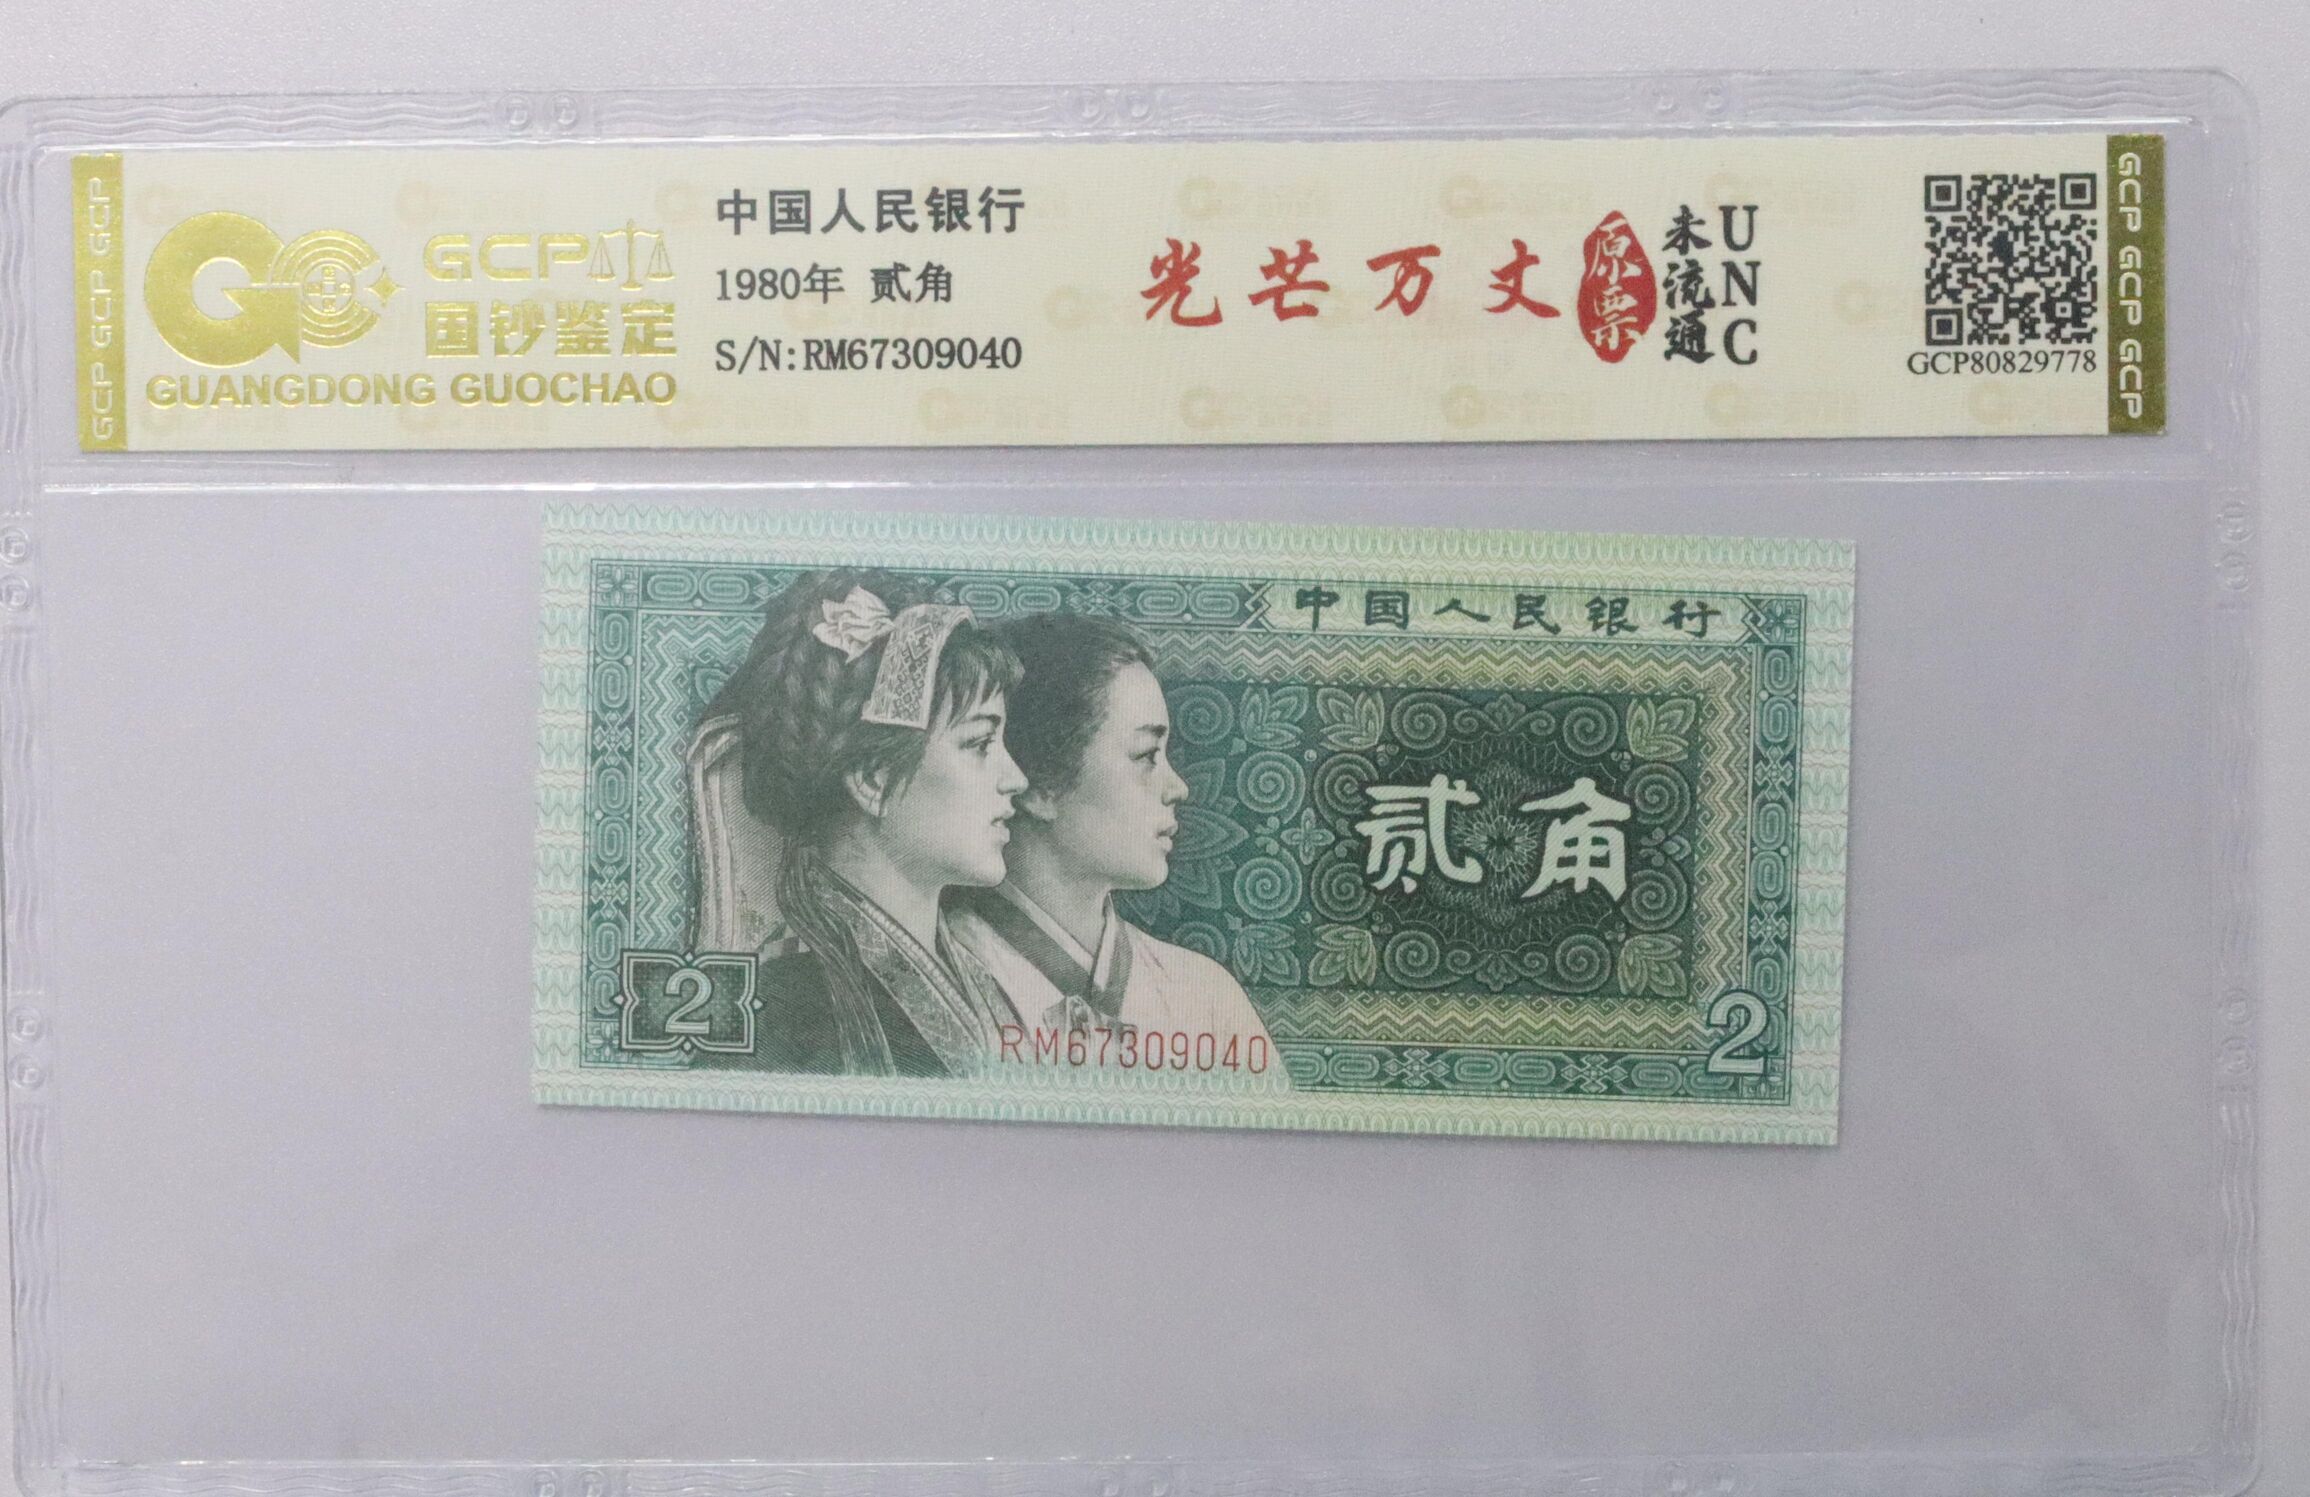 GCP GCP GCP
GCP
国钞鉴定
GUANGDONG GUOCHAO
中国人民银行
1980年 贰角
S/N:RM67309040
光芒万丈
原票
未流通
UNC
GCP80829778
GCP GCP GCP
中国人民银行
贰角
2
RM67309040
2